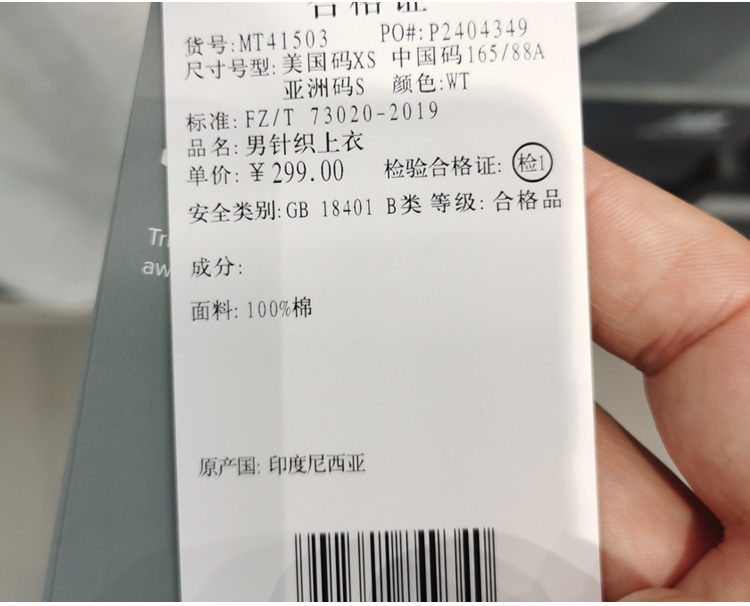 合格证
货号:MT41503 PO#:P2404349
尺寸号型:美国码XS 中国码165/88A
亚洲码S 颜色:WT
标准:FZ/T 73020-2019
品名:男针织上衣
单价:¥299.00 检验合格证:检1
安全类别:GB 18401 B类 等级:合格品
成分:
面料:100%棉
原产国:印度尼西亚